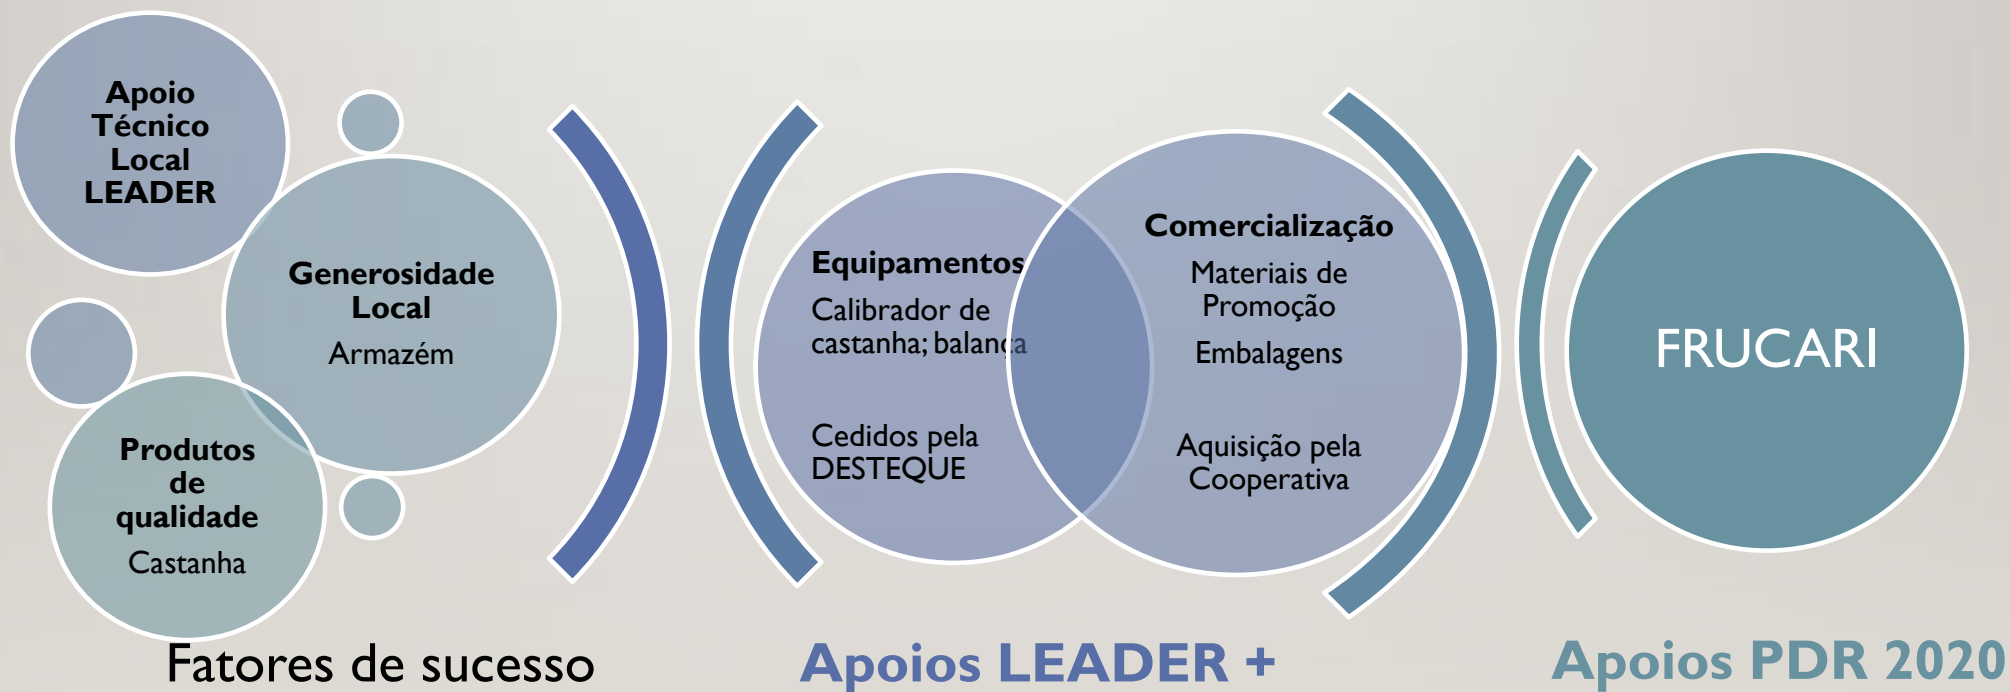 Apoio
Técnico
Local
LEADER
Generosidade
Local
Armazém
Produtos
de
qualidade
Castanha
Fatores de sucesso
Equipamentos
Calibrador de
castanha; balança
Cedidos pela
DESTEQUE
Comercialização
Materiais de
Promoção
Embalagens
Aquisição pela
Cooperativa
Apoios LEADER +
FRUCARI
Apoios PDR 2020